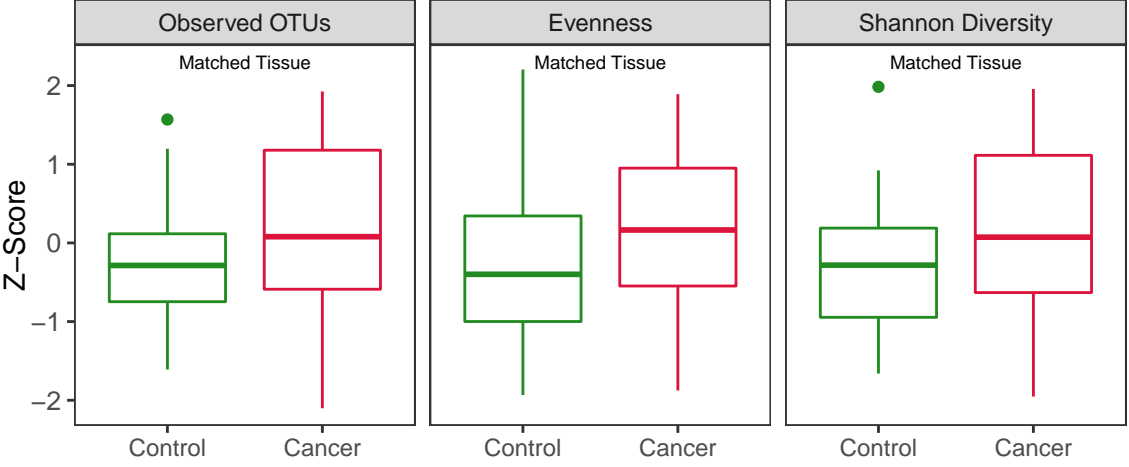 Observed OTUs
Evenness
Shannon Diversity
Matched Tissue
Matched Tissue
Matched Tissue
Z−Score
2
1
0
−1
−2
Control
Cancer
Control
Cancer
Control
Cancer